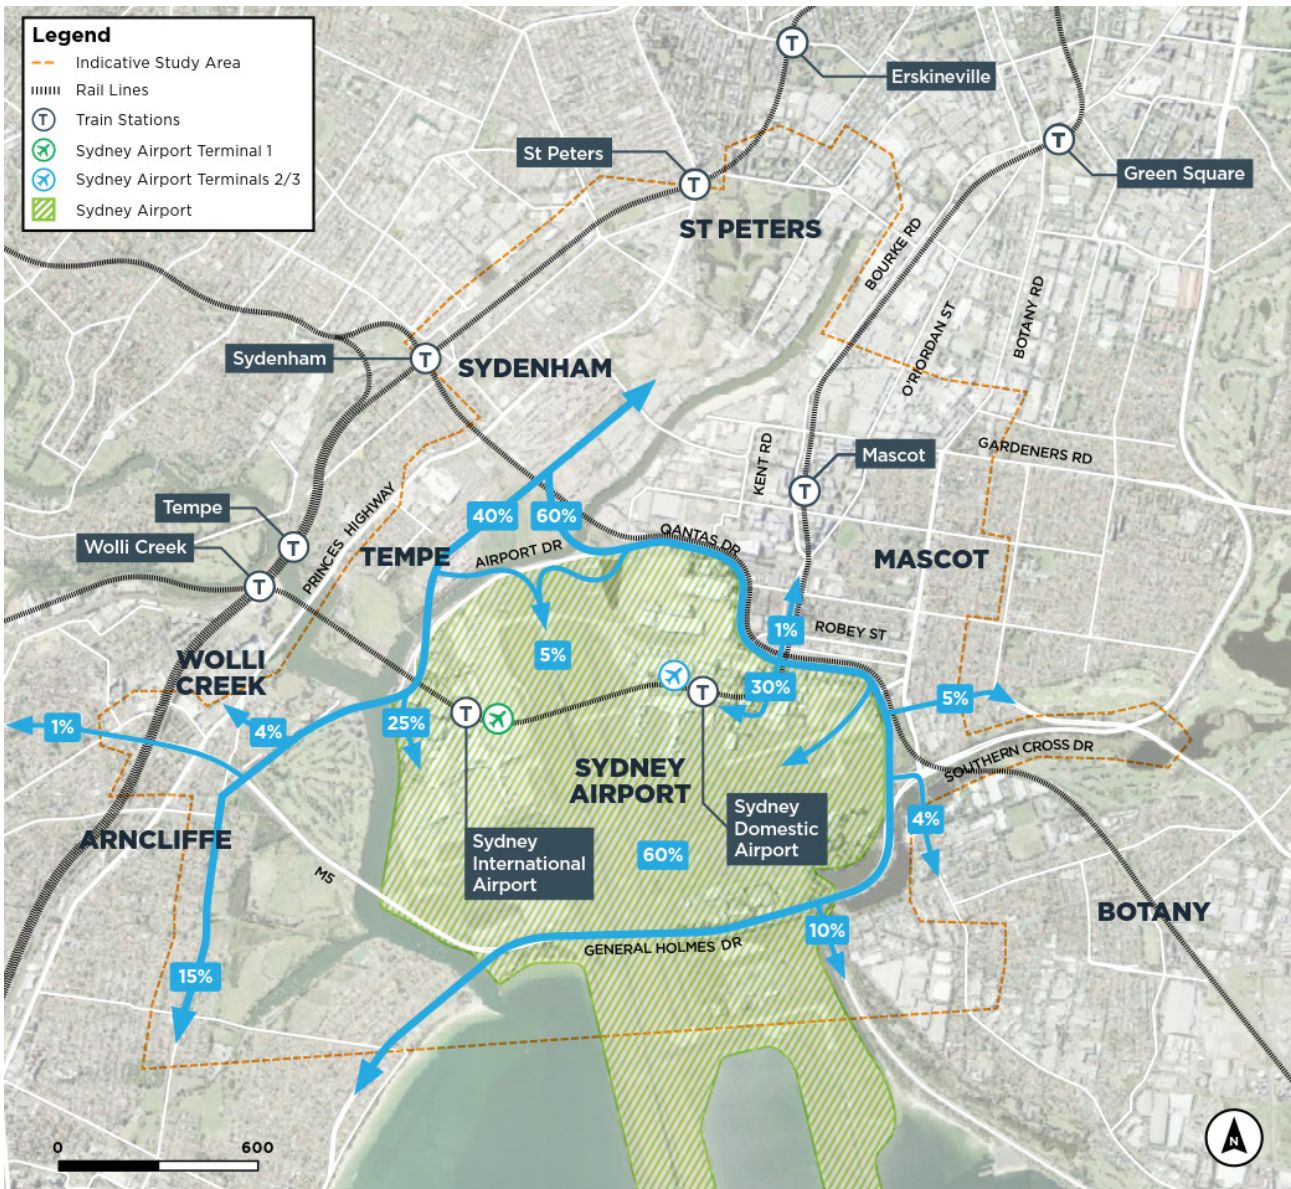 Legend
Indicative Study Area
Rail Lines
T Train Stations
Sydney Airport Terminal 1
Sydney Airport Terminals 2/3
Sydney Airport
T
Erskineville
St Peters
T
T
Green Square
ST PETERS
BOURKE RD
O'RIORDAN ST
BOTANY RD
Sydenham
T
SYDENHAM
GARDENERS RD
KENT RD
Mascot
T
Tempe
T
Wolli Creek
T
PRINCES HIGHWAY
40%
60%
TEMPE
AIRPORT DR
QANTAS DR
MASCOT
1%
ROBEY ST
5%
WOLLI
CREEK
30%
T
T
5%
1%
4%
25%
SYDNEY
AIRPORT
SOUTHERN CROSS DR
Sydney
Domestic
Airport
4%
ARNCLIFFE
Sydney
International
Airport
60%
M5
BOTANY
10%
GENERAL HOLMES DR
15%
0 600
N